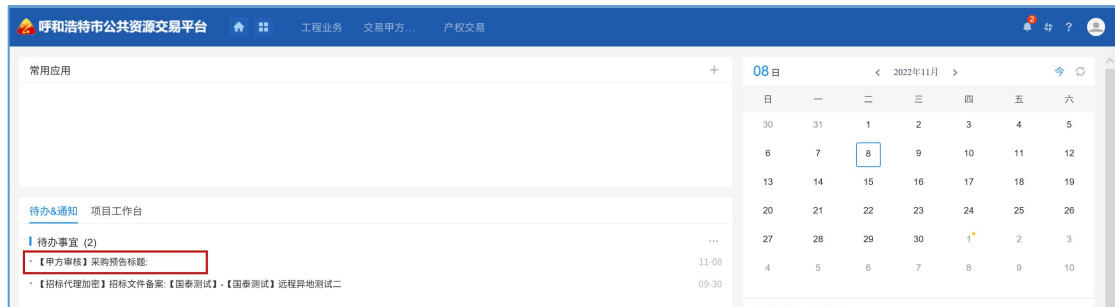 呼和浩特市公共资源交易平台 工程业务 交易甲方... 产权交易 2 ?
常用应用 +
08日 < 2022年11月 > 今
日 一 二 三 四 五 六
30 31 1 2 3 4 5
6 7 8 9 10 11 12
13 14 15 16 17 18 19
20 21 22 23 24 25 26
27 28 29 30 1 2 3
4 5 6 7 8 9 10
待办&通知 项目工作台
待办事宜 (2) ...
【甲方审核】采购预告标题: 11-08
【招标代理加密】招标文件备案:【国泰测试】-【国泰测试】远程异地测试二 09-30